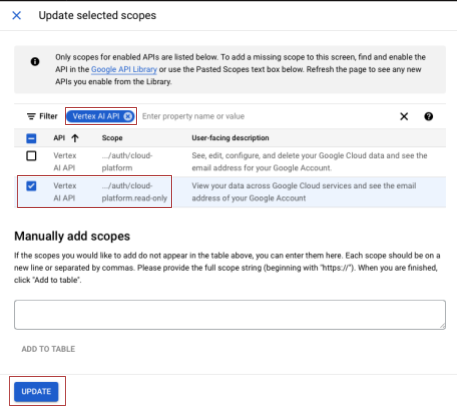 Update selected scopes
Only scopes for enabled APIs are listed below. To add a missing scope to this screen, find and enable the
API in the Google API Library or use the Pasted Scopes text box below. Refresh the page to see any new
APIs you enable from the Library.
Filter Vertex AI API Enter property name or value
API Scope User-facing description
Vertex .../auth/cloud- See, edit, configure, and delete your Google Cloud data and see the
AI API platform email address for your Google Account.
Vertex .../auth/cloud- View your data across Google Cloud services and see the email
AI API platform.read-only address of your Google Account
Manually add scopes
If the scopes you would like to add do not appear in the table above, you can enter them here. Each scope should be on
a new line or separated by commas. Please provide the full scope string (beginning with "https://"). When you are finished,
click "Add to table".
ADD TO TABLE
UPDATE